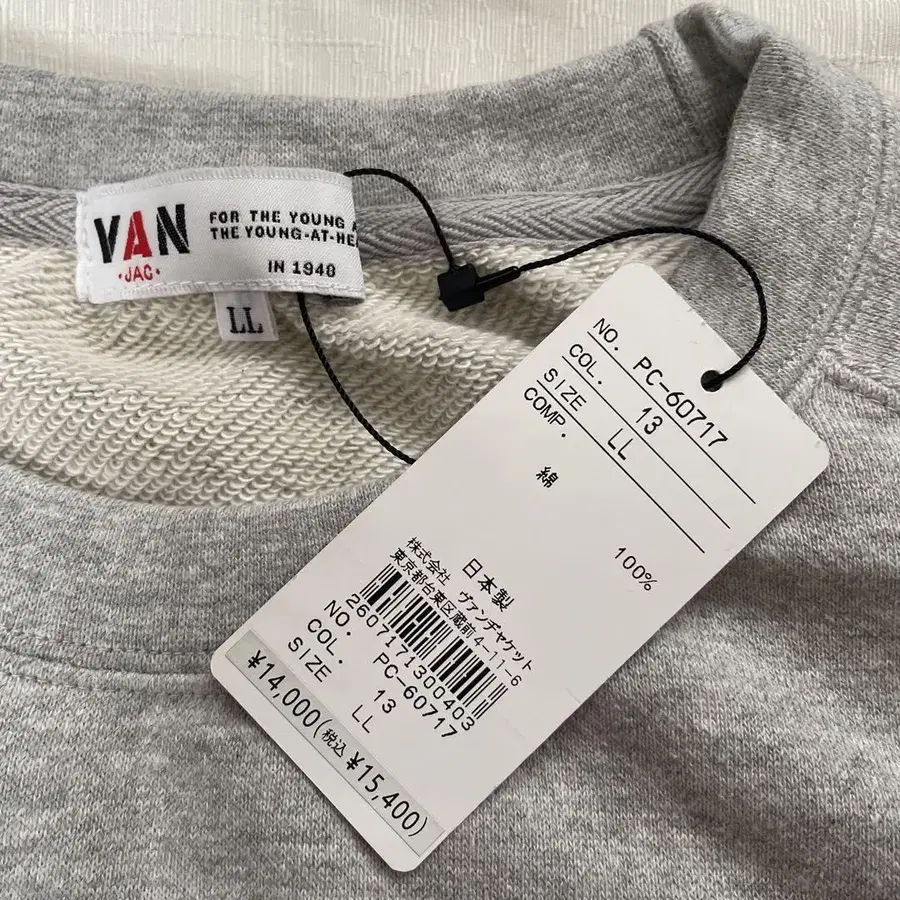 VAN
•JAC•
FOR THE YOUNG
THE YOUNG-AT-HE
IN 1948
LL
NO. PC-60717
COL. 13
SIZE LL
COMP.
綿 100%
日本製
株式会社 ヴァンヂャケット
東京都台東区蔵前4-11-6
2607171300403
NO. PC-60717
COL. 13
SIZE LL
¥14,000(税込 ¥15,400)